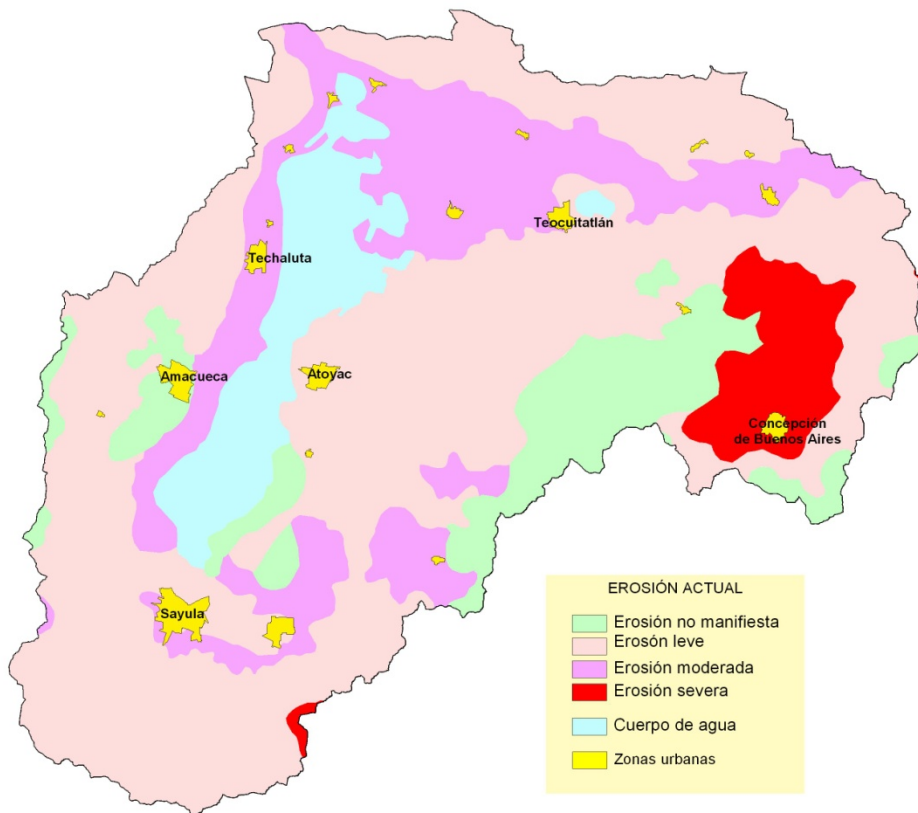 Teocuitatlán
Techaluta
Amacueca
Atoyac
Concepción
de Buenos Aires
Sayula
EROSIÓN ACTUAL
Erosión no manifiesta
Erosón leve
Erosión moderada
Erosión severa
Cuerpo de agua
Zonas urbanas